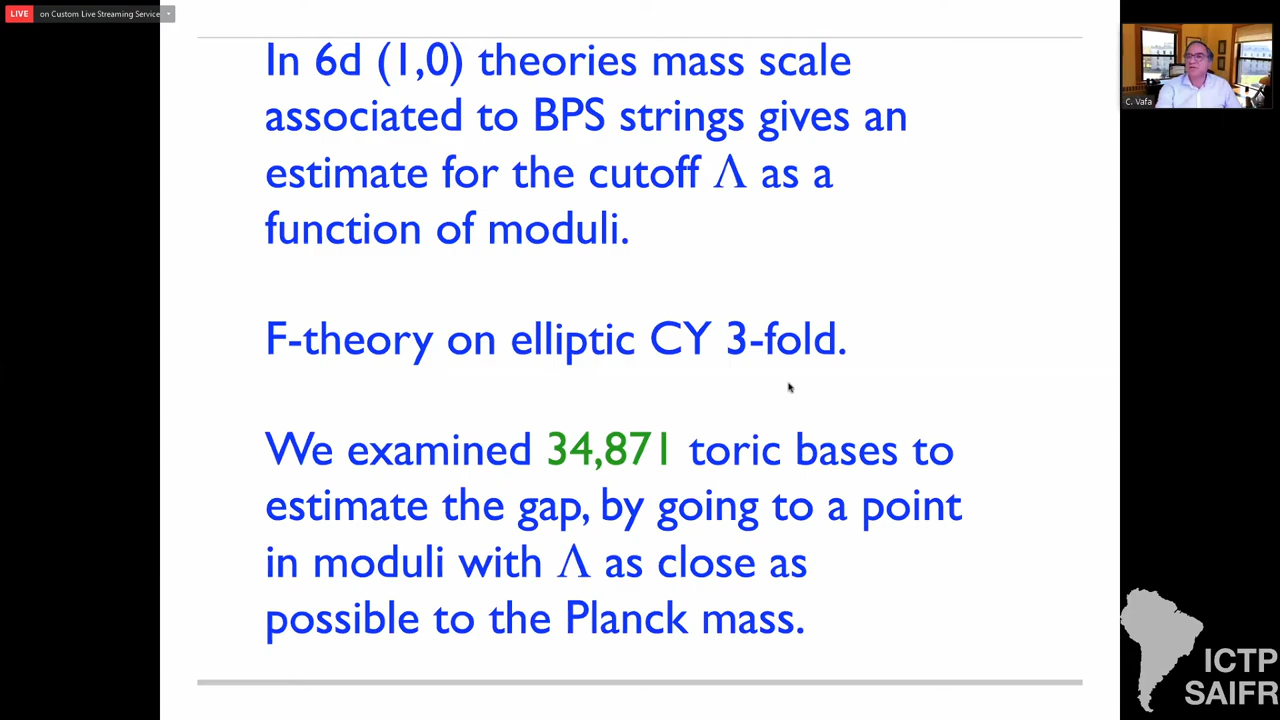 LIVE on Custom Live Streaming Service
In 6d (1,0) theories mass scale
associated to BPS strings gives an
estimate for the cutoff Λ as a
function of moduli.
F-theory on elliptic CY 3-fold.
We examined 34,871 toric bases to
estimate the gap, by going to a point
in moduli with Λ as close as
possible to the Planck mass.
C. Vafa
ICTP
SAIFR